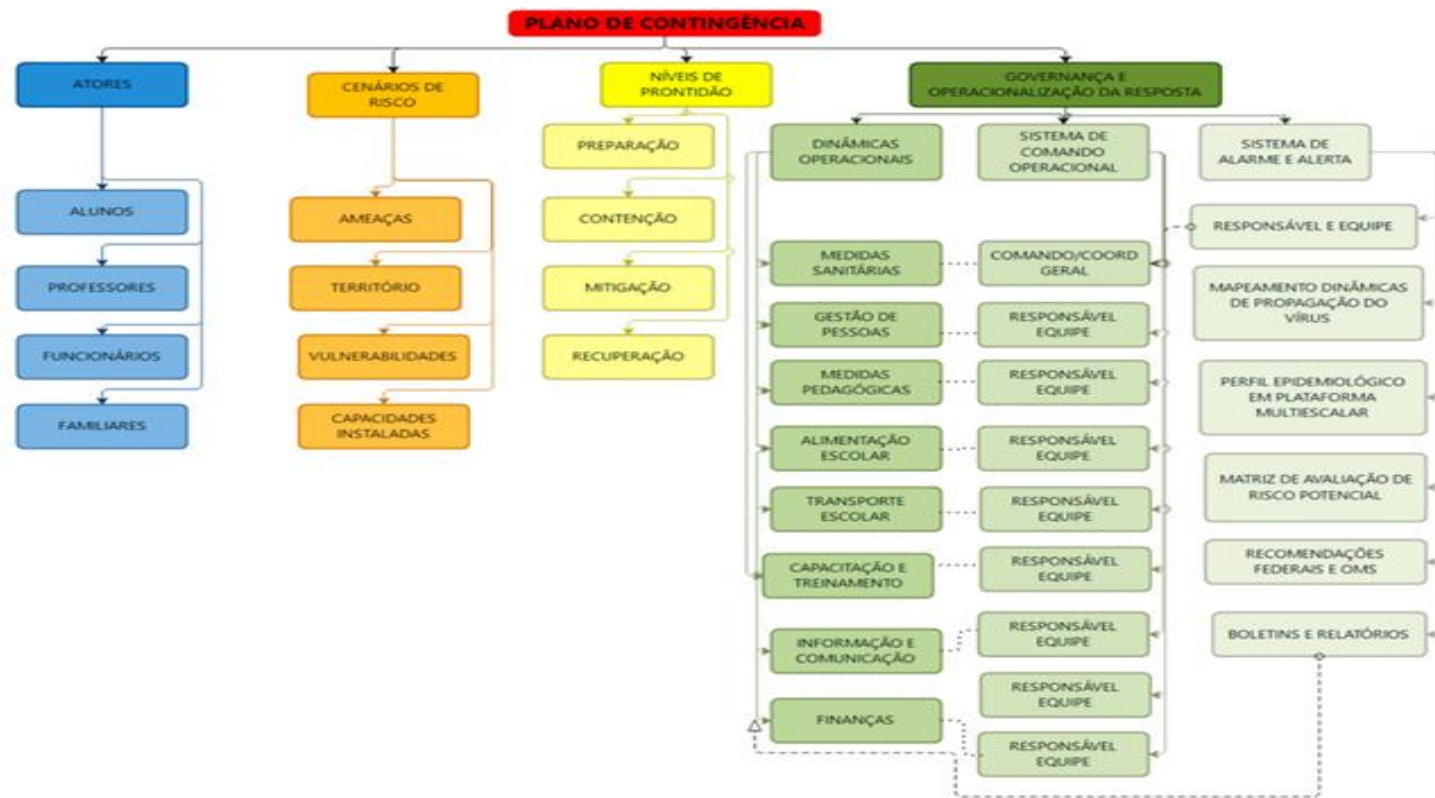 PLANO DE CONTINGÊNCIA
ATORES
ALUNOS
PROFESSORES
FUNCIONÁRIOS
FAMILIARES
CENÁRIOS DE
RISCO
AMEAÇAS
TERRITÓRIO
VULNERABILIDADES
CAPACIDADES
INSTALADAS
NÍVEIS DE
PRONTIDÃO
PREPARAÇÃO
CONTENÇÃO
MITIGAÇÃO
RECUPERAÇÃO
GOVERNANÇA E
OPERACIONALIZAÇÃO DA RESPOSTA
DINÂMICAS
OPERACIONAIS
MEDIDAS
SANITÁRIAS
GESTÃO DE
PESSOAS
MEDIDAS
PEDAGÓGICAS
ALIMENTAÇÃO
ESCOLAR
TRANSPORTE
ESCOLAR
CAPACITAÇÃO E
TREINAMENTO
INFORMAÇÃO E
COMUNICAÇÃO
FINANÇAS
SISTEMA DE
COMANDO
OPERACIONAL
COMANDO/COORD
GERAL
RESPONSÁVEL
EQUIPE
RESPONSÁVEL
EQUIPE
RESPONSÁVEL
EQUIPE
RESPONSÁVEL
EQUIPE
RESPONSÁVEL
EQUIPE
RESPONSÁVEL
EQUIPE
RESPONSÁVEL
EQUIPE
RESPONSÁVEL
EQUIPE
SISTEMA DE
ALARME E ALERTA
RESPONSÁVEL E EQUIPE
MAPEAMENTO DINÂMICAS
DE PROPAGAÇÃO DO
VÍRUS
PERFIL EPIDEMIOLÓGICO
EM PLATAFORMA
MULTIESCALAR
MATRIZ DE AVALIAÇÃO DE
RISCO POTENCIAL
RECOMENDAÇÕES
FEDERAIS E OMS
BOLETINS E RELATÓRIOS